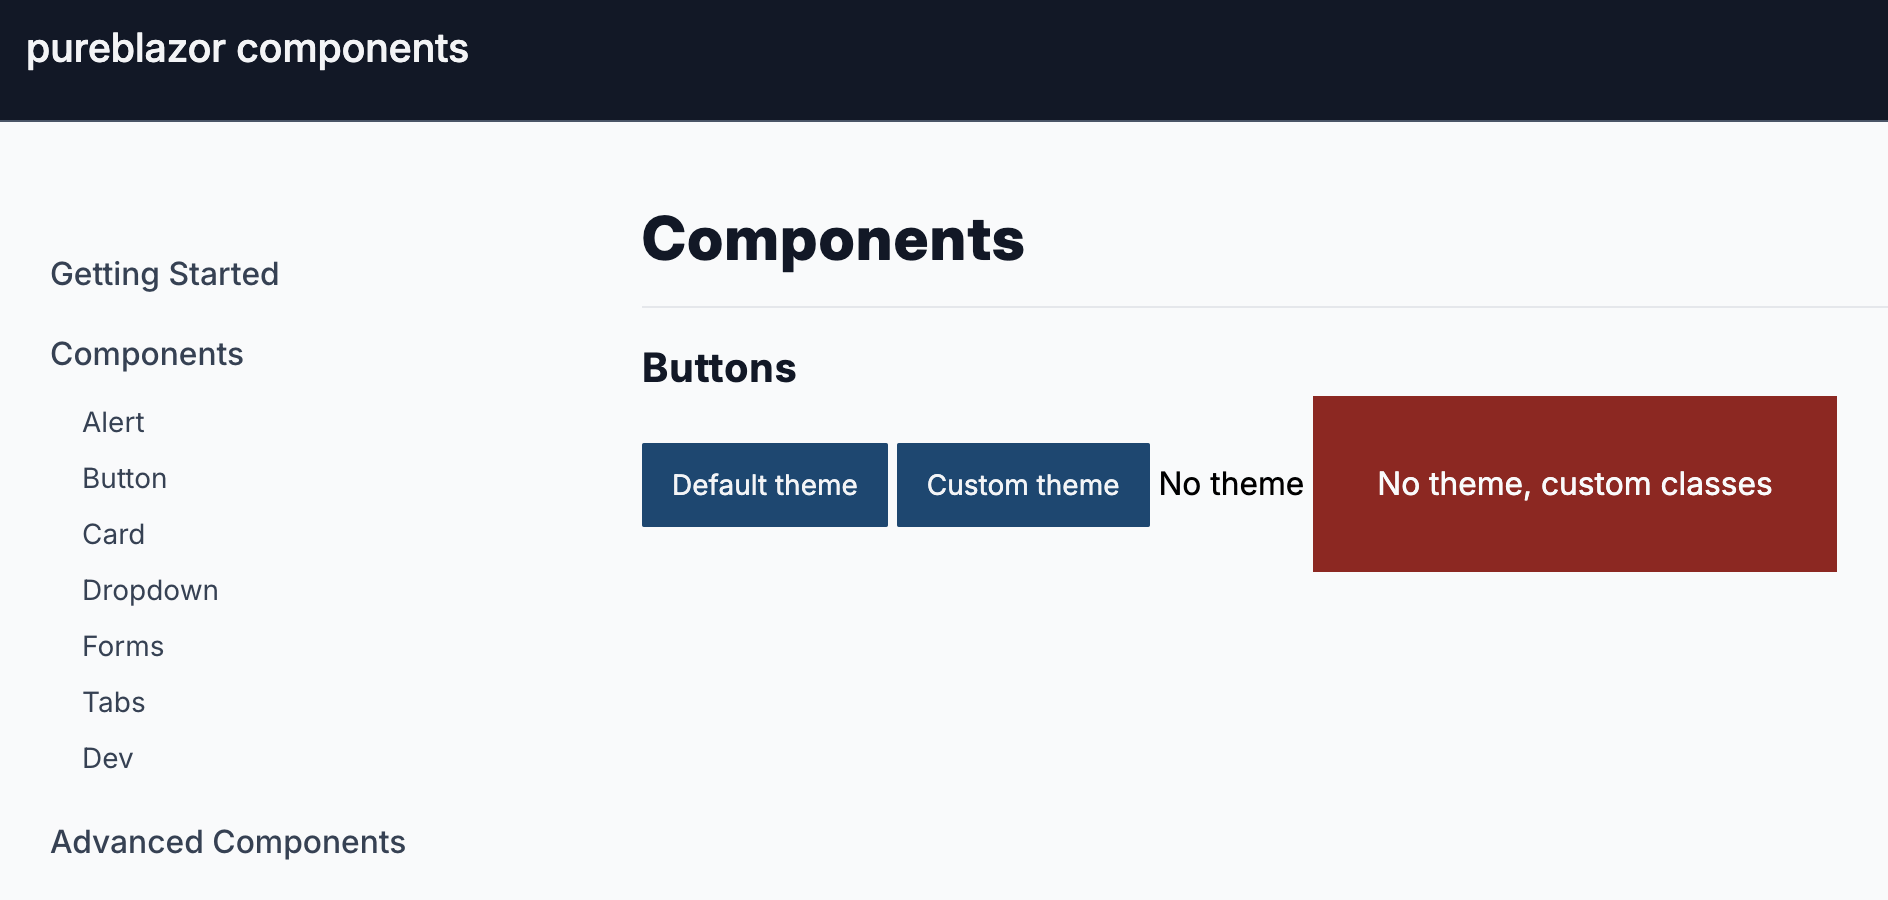 pureblazor components
Getting Started
Components
Alert
Button
Card
Dropdown
Forms
Tabs
Dev
Advanced Components
Components
Buttons
Default theme
Custom theme
No theme
No theme, custom classes